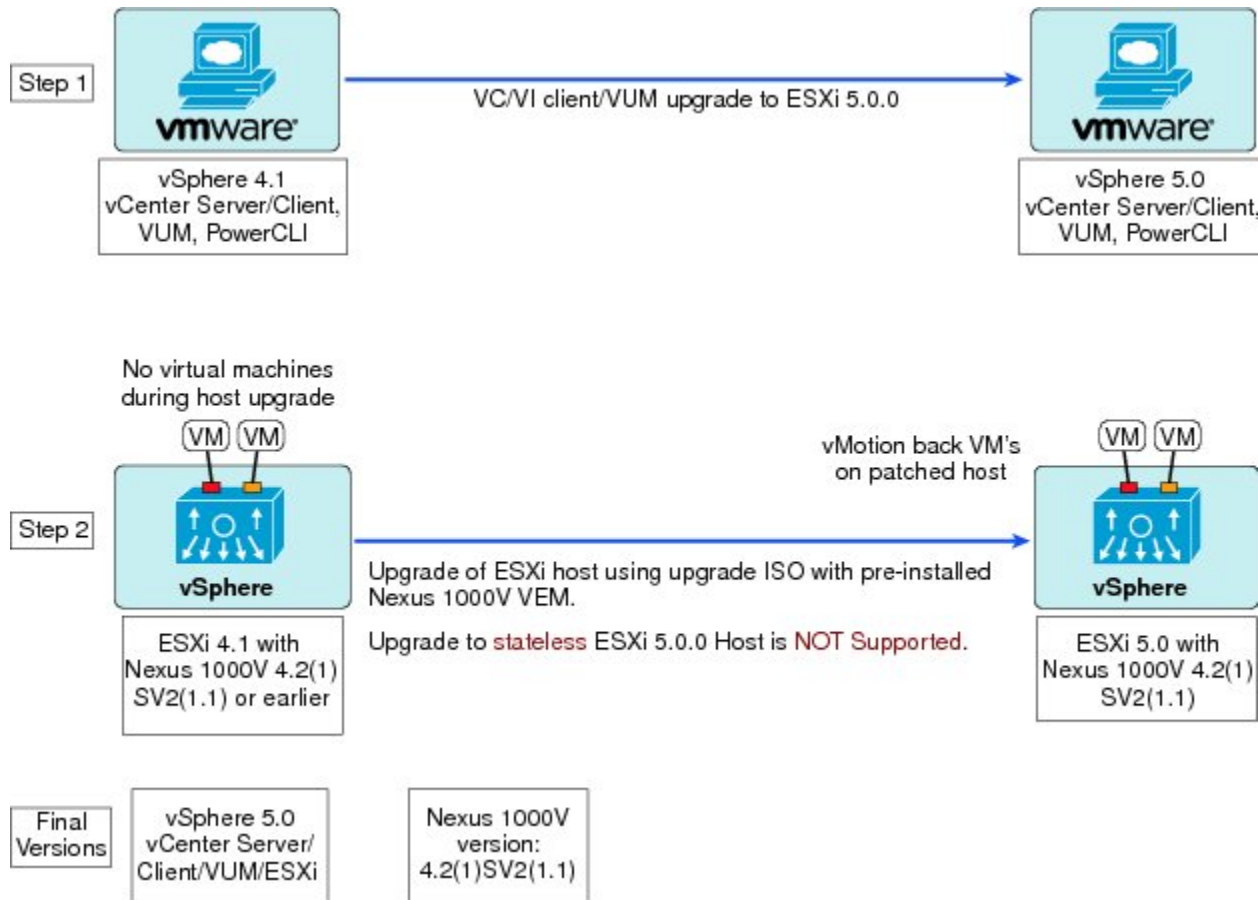 Step 1
vmware
VC/VI client/VUM upgrade to ESXi 5.0.0
vmware
vSphere 4.1
vCenter Server/Client,
VUM, PowerCLI
vSphere 5.0
vCenter Server/Client,
VUM, PowerCLI
No virtual machines
during host upgrade
VM VM
vMotion back VM's
on patched host
VM VM
Step 2
vSphere
Upgrade of ESXi host using upgrade ISO with pre-installed
Nexus 1000V VEM.
Upgrade to stateless ESXi 5.0.0 Host is NOT Supported.
vSphere
ESXi 4.1 with
Nexus 1000V 4.2(1)
SV2(1.1) or earlier
ESXi 5.0 with
Nexus 1000V 4.2(1)
SV2(1.1)
Final
Versions
vSphere 5.0
vCenter Server/
Client/VUM/ESXi
Nexus 1000V
version:
4.2(1)SV2(1.1)